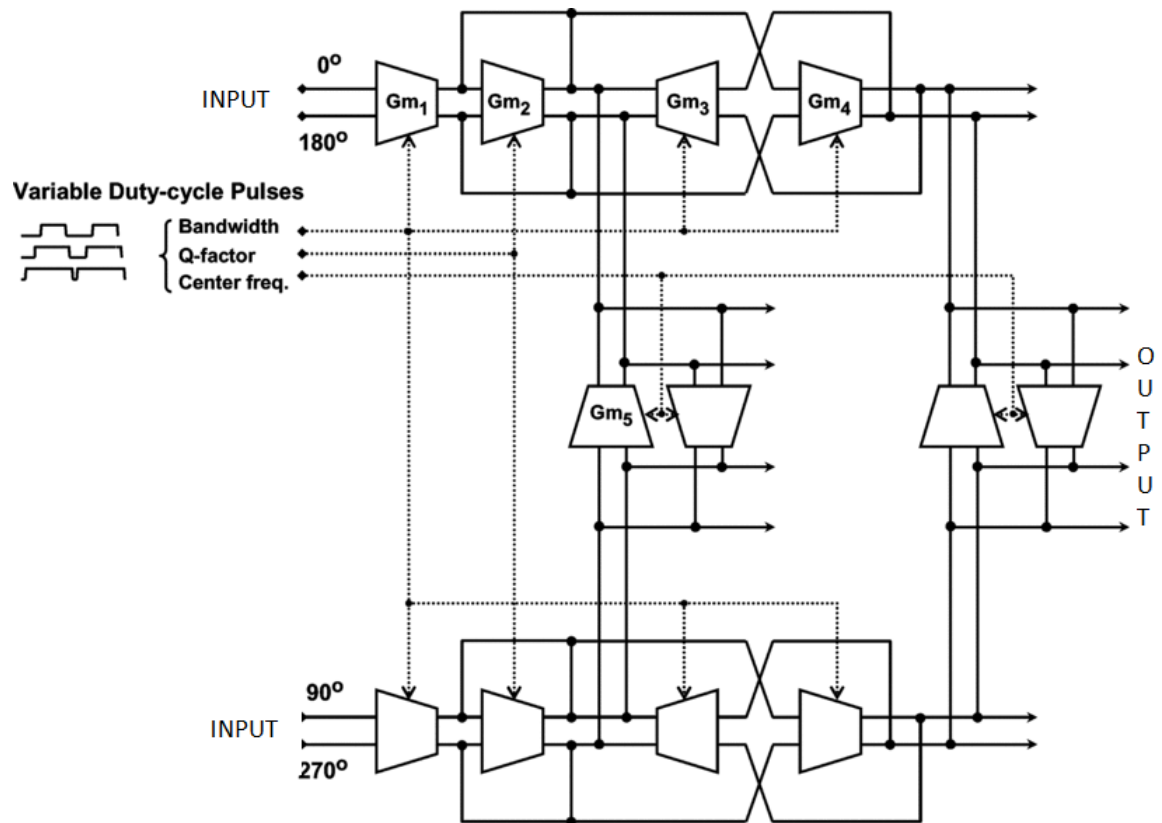 0°
INPUT
180°
Gm1
Gm2
Gm3
Gm4
Variable Duty-cycle Pulses
Bandwidth
Q-factor
Center freq.
Gm5
OUTPUT
90°
INPUT
270°